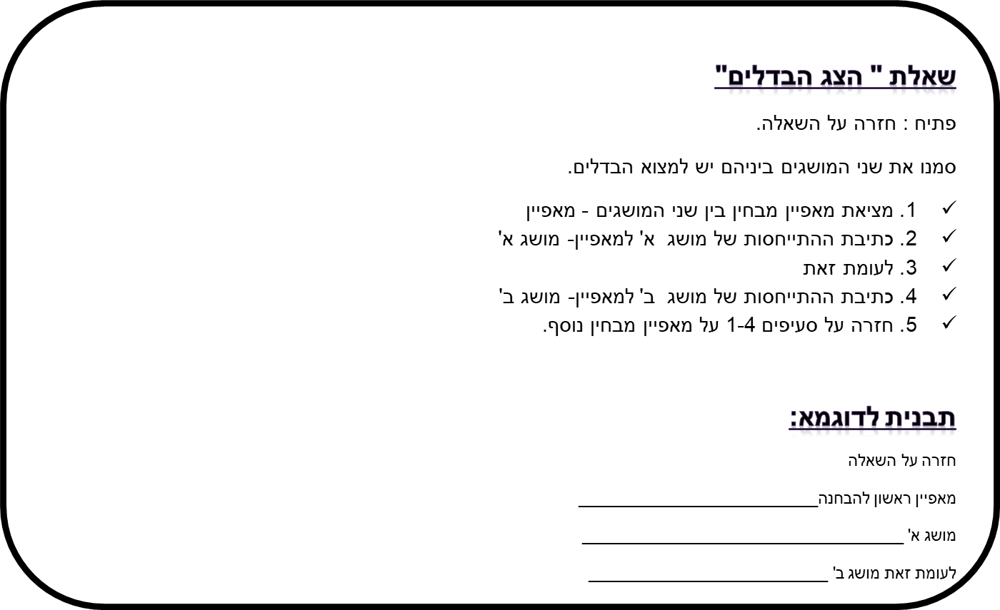 שאלת " הצג הבדלים"
פתיח : חזרה על השאלה.
סמנו את שני המושגים ביניהם יש למצוא הבדלים.
✓ 1. מציאת מאפיין מבחין בין שני המושגים - מאפיין
✓ 2. כתיבת ההתייחסות של מושג א' למאפיין- מושג א'
✓ 3. לעומת זאת
✓ 4. כתיבת ההתייחסות של מושג ב' למאפיין- מושג ב'
✓ 5. חזרה על סעיפים 1-4 על מאפיין מבחין נוסף.
תבנית לדוגמא:
חזרה על השאלה
מאפיין ראשון להבחנה____________________________
מושג א' ____________________________________
לעומת זאת מושג ב' ____________________________